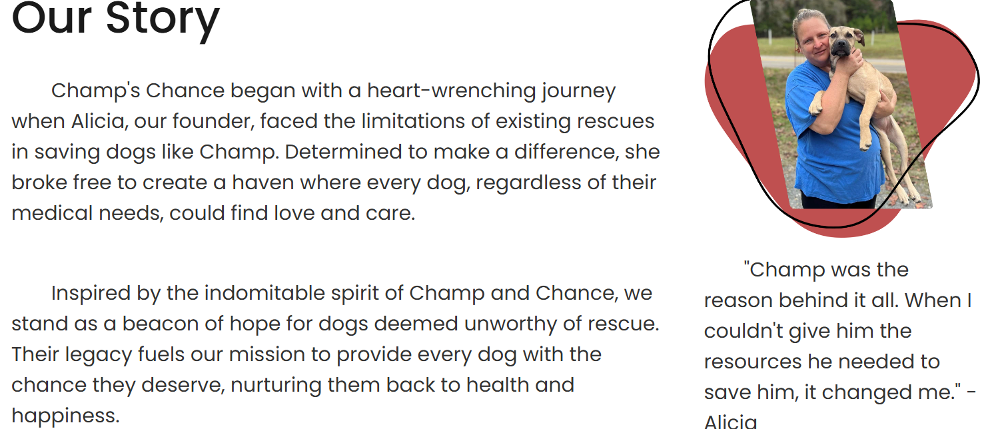 Our Story
Champ's Chance began with a heart-wrenching journey
when Alicia, our founder, faced the limitations of existing rescues
in saving dogs like Champ. Determined to make a difference, she
broke free to create a haven where every dog, regardless of their
medical needs, could find love and care.
Inspired by the indomitable spirit of Champ and Chance, we
stand as a beacon of hope for dogs deemed unworthy of rescue.
Their legacy fuels our mission to provide every dog with the
chance they deserve, nurturing them back to health and
happiness.
"Champ was the
reason behind it all. When I
couldn't give him the
resources he needed to
save him, it changed me." -
Alicia